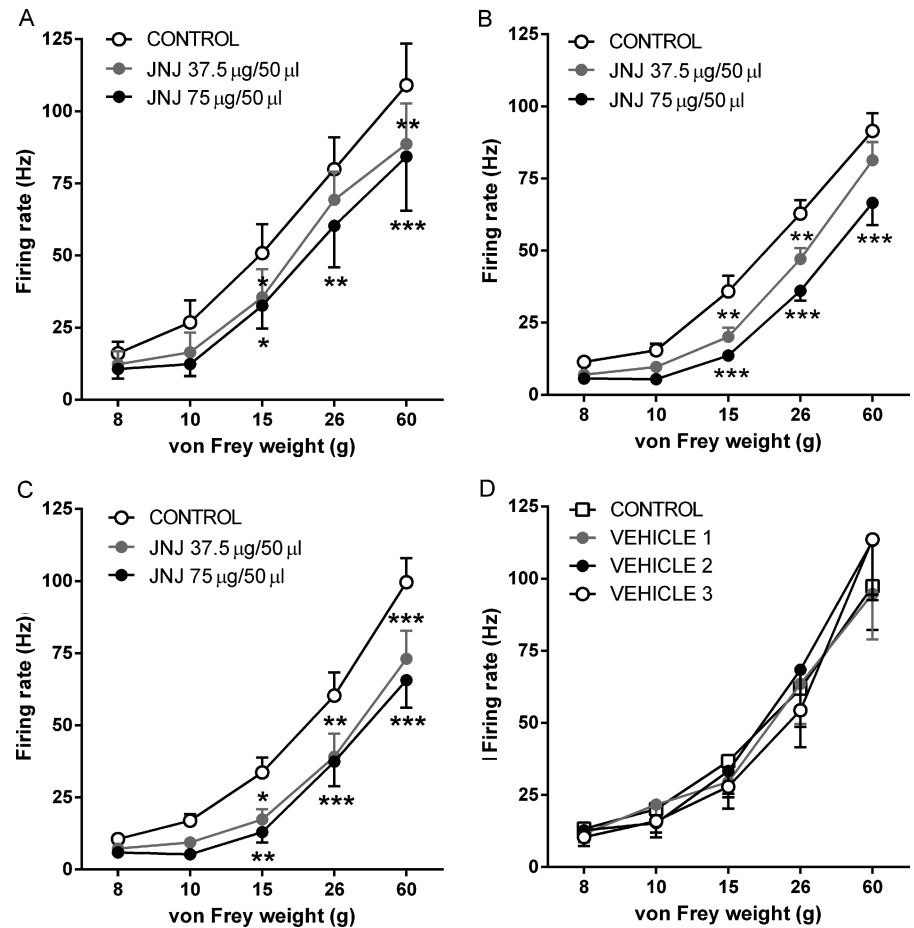 A
CONTROL
JNJ 37.5 µg/50 µl
JNJ 75 µg/50 µl
Firing rate (Hz)
125
100
75
50
25
0
**
***
**
*
*
8 10 15 26 60
von Frey weight (g)
B
CONTROL
JNJ 37.5 µg/50 µl
JNJ 75 µg/50 µl
Firing rate (Hz)
125
100
75
50
25
0
**
***
**
***
***
8 10 15 26 60
von Frey weight (g)
C
CONTROL
JNJ 37.5 µg/50 µl
JNJ 75 µg/50 µl
Firing rate (Hz)
125
100
75
50
25
0
***
**
***
*
***
**
8 10 15 26 60
von Frey weight (g)
D
CONTROL
VEHICLE 1
VEHICLE 2
VEHICLE 3
Firing rate (Hz)
125
100
75
50
25
0
8 10 15 26 60
von Frey weight (g)